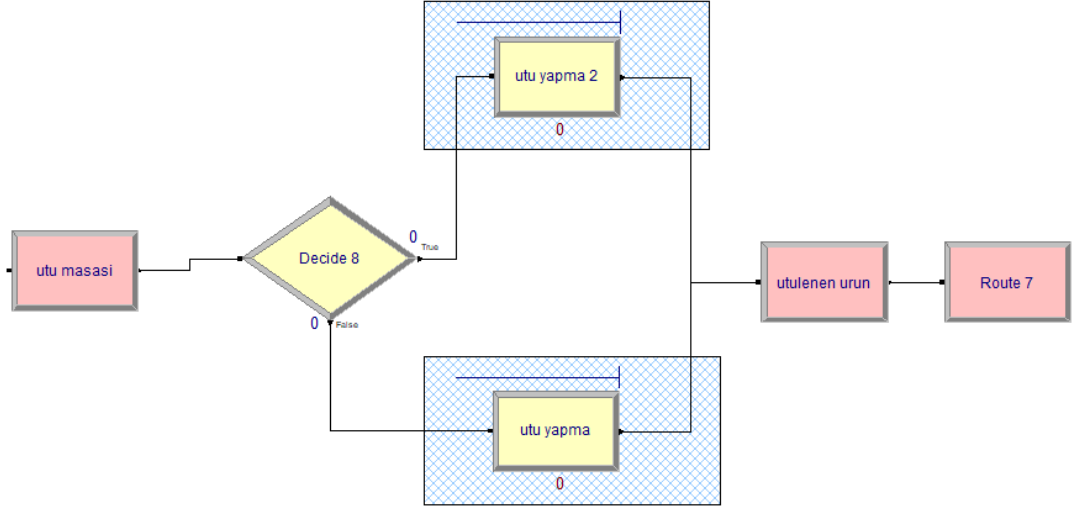 utu yapma 2
0
utu masasi
Decide 8
0
True
0
False
utulenen urun
Route 7
utu yapma
0